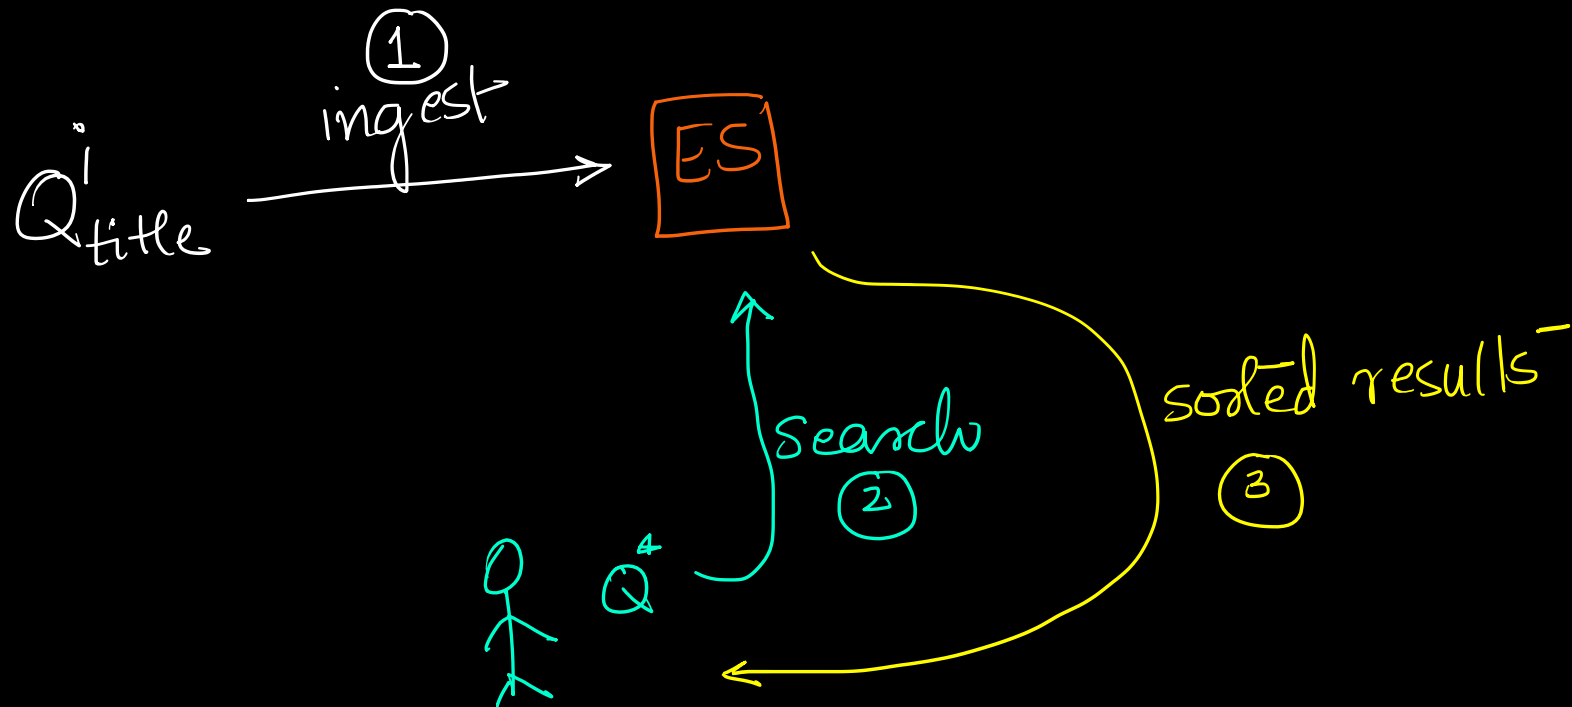 1
ingest
Q^i_title
ES
search
2
Q^4
sorted results
3